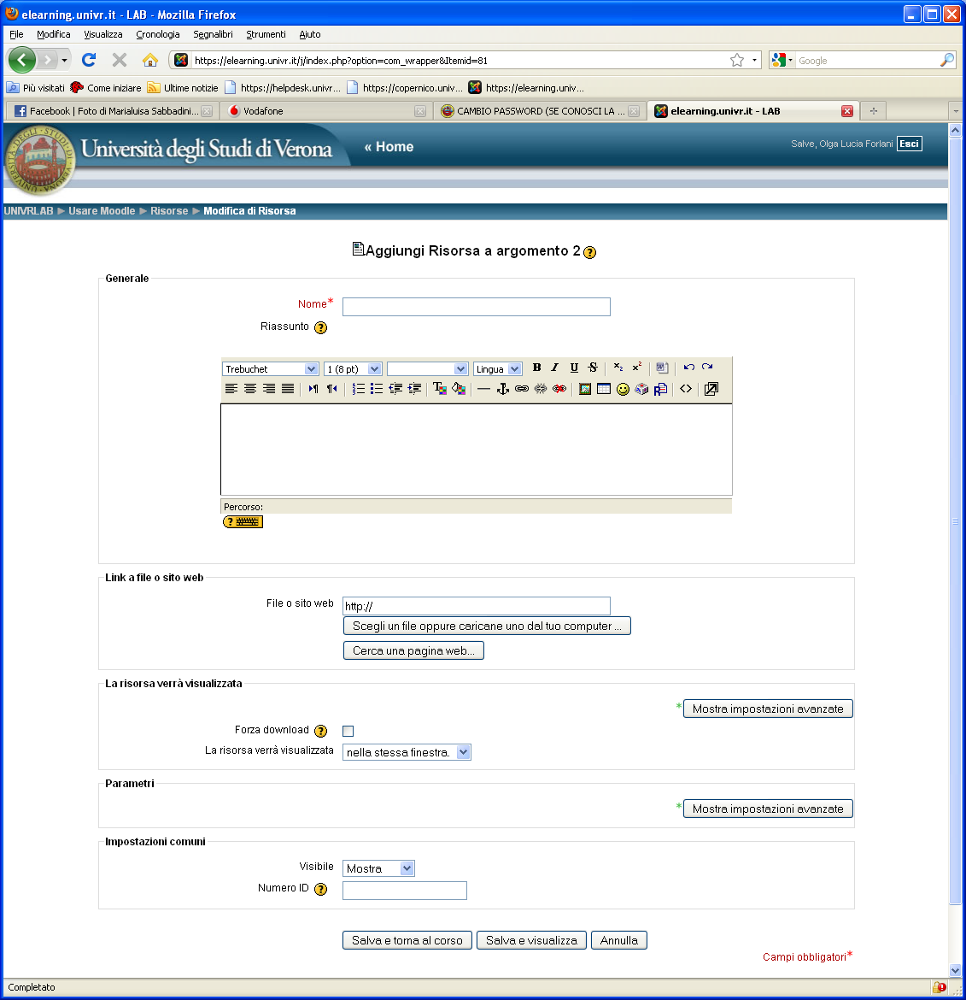 elearning.univr.it - LAB - Mozilla Firefox
File Modifica Visualizza Cronologia Segnalibri Strumenti Aiuto
https://elearning.univr.it/j/index.php?option=com_wrapper&Itemid=81
Google
Più visitati Come iniziare Ultime notizie https://helpdesk.univr... https://copernico.univ... https://elearning.univ...
Facebook | Foto di Marialuisa Sabbadini... Vodafone CAMBIO PASSWORD (SE CONOSCI LA ... elearning.univr.it - LAB
Università degli Studi di Verona « Home Salve, Olga Lucia Forlani Esci
UNIVRLAB ► Usare Moodle ► Risorse ► Modifica di Risorsa
Aggiungi Risorsa a argomento 2 ?
Generale
Nome*
Riassunto ?
Trebuchet 1 (8 pt) Lingua B I U S x2 x2
Percorso:
?
Link a file o sito web
File o sito web http://
Scegli un file oppure caricane uno dal tuo computer ...
Cerca una pagina web...
La risorsa verrà visualizzata
* Mostra impostazioni avanzate
Forza download ?
La risorsa verrà visualizzata nella stessa finestra.
Parametri
* Mostra impostazioni avanzate
Impostazioni comuni
Visibile Mostra
Numero ID ?
Salva e torna al corso Salva e visualizza Annulla
Campi obbligatori*
Completato